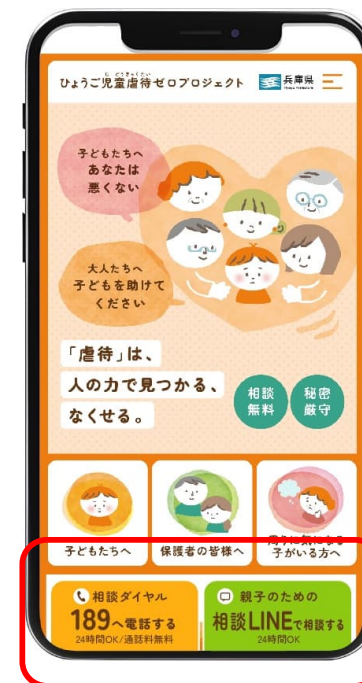 ひょうご児童虐待ゼロプロジェクト
兵庫県
子どもたちへ
あなたは
悪くない
大人たちへ
子どもを助けて
ください
「虐待」は、
人の力で見つかる、
なくせる。
相談
無料
秘密
厳守
子どもたちへ
保護者の皆様へ
周りに気になる
子がいる方へ
相談ダイヤル
189へ電話する
24時間OK/通話料無料
親子のための
相談LINEで相談する
24時間OK